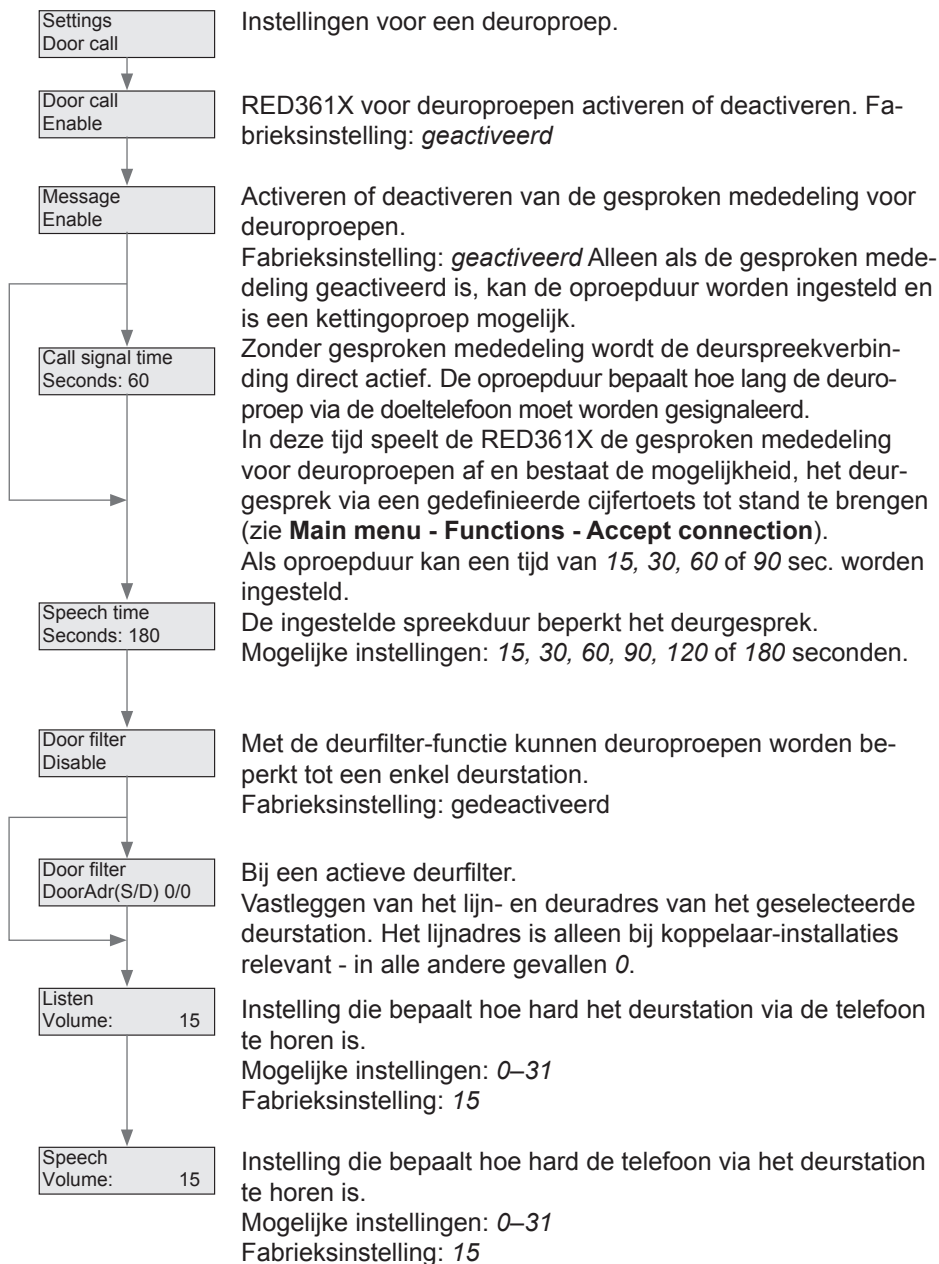 Settings
Door call
Instellingen voor een deuroproep.
Door call
Enable
RED361X voor deuroproepen activeren of deactiveren. Fa-
brieksinstelling: geactiveerd
Message
Enable
Activeren of deactiveren van de gesproken mededeling voor
deuroproepen.
Fabrieksinstelling: geactiveerd Alleen als de gesproken mede-
deling geactiveerd is, kan de oproepduur worden ingesteld en
is een kettingoproep mogelijk.
Call signal time
Seconds: 60
Zonder gesproken mededeling wordt de deurspreekverbin-
ding direct actief. De oproepduur bepaalt hoe lang de deuro-
proep via de doeltelefoon moet worden gesignaleerd.
In deze tijd speelt de RED361X de gesproken mededeling
voor deuroproepen af en bestaat de mogelijkheid, het deur-
gesprek via een gedefinieerde cijfertoets tot stand te brengen
(zie Main menu - Functions - Accept connection).
Als oproepduur kan een tijd van 15, 30, 60 of 90 sec. worden
ingesteld.
Speech time
Seconds: 180
De ingestelde spreekduur beperkt het deurgesprek.
Mogelijke instellingen: 15, 30, 60, 90, 120 of 180 seconden.
Door filter
Disable
Met de deurfilter-functie kunnen deuroproepen worden be-
perkt tot een enkel deurstation.
Fabrieksinstelling: gedeactiveerd
Door filter
DoorAdr(S/D) 0/0
Bij een actieve deurfilter.
Vastleggen van het lijn- en deuradres van het geselecteerde
deurstation. Het lijnadres is alleen bij koppelaar-installaties
relevant - in alle andere gevallen 0.
Listen
Volume: 15
Instelling die bepaalt hoe hard het deurstation via de telefoon
te horen is.
Mogelijke instellingen: 0–31
Fabrieksinstelling: 15
Speech
Volume: 15
Instelling die bepaalt hoe hard de telefoon via het deurstation
te horen is.
Mogelijke instellingen: 0–31
Fabrieksinstelling: 15